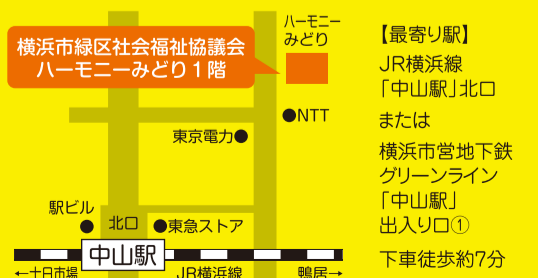 ハーモニー
みどり
横浜市緑区社会福祉協議会
ハーモニーみどり1階
●NTT
東京電力●
駅ビル
北口
●東急ストア
中山駅
←十日市場
JR横浜線
鴨居→
【最寄り駅】
JR横浜線
「中山駅」北口
または
横浜市営地下鉄
グリーンライン
「中山駅」
出入り口①
下車徒歩約7分